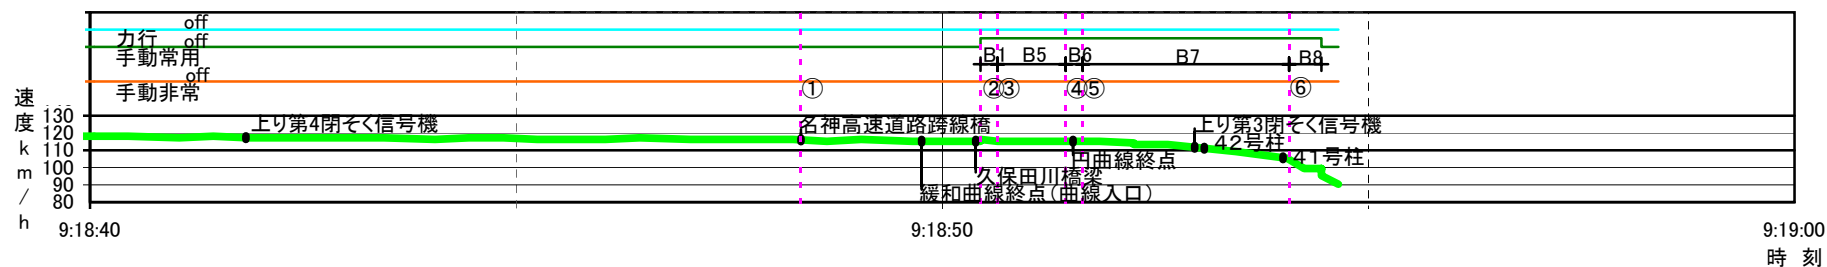 off
力行
off
手動常用
B1 B5 B6 B7 B8
off
手動非常
① ②③ ④⑤ ⑥
速度 km/h
130
120
110
100
90
80
上り第4閉そく信号機
名神高速道路跨線橋
上り第3閉そく信号機
42号柱
41号柱
円曲線終点
久保田川橋梁
緩和曲線終点(曲線入口)
9:18:40 9:18:50 9:19:00
時 刻